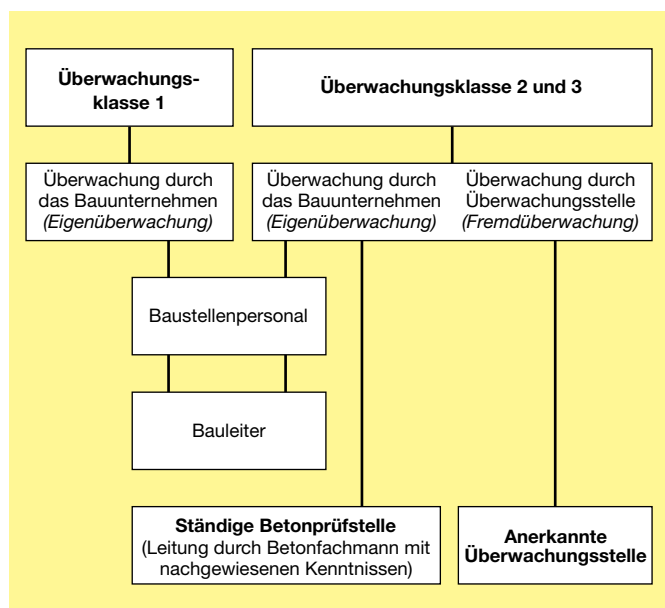 Überwachungs-
klasse 1
Überwachungsklasse 2 und 3
Überwachung durch
das Bauunternehmen
(Eigenüberwachung)
Überwachung durch
das Bauunternehmen
(Eigenüberwachung)
Überwachung durch
Überwachungsstelle
(Fremdüberwachung)
Baustellenpersonal
Bauleiter
Ständige Betonprüfstelle
(Leitung durch Betonfachmann mit
nachgewiesenen Kenntnissen)
Anerkannte
Überwachungsstelle